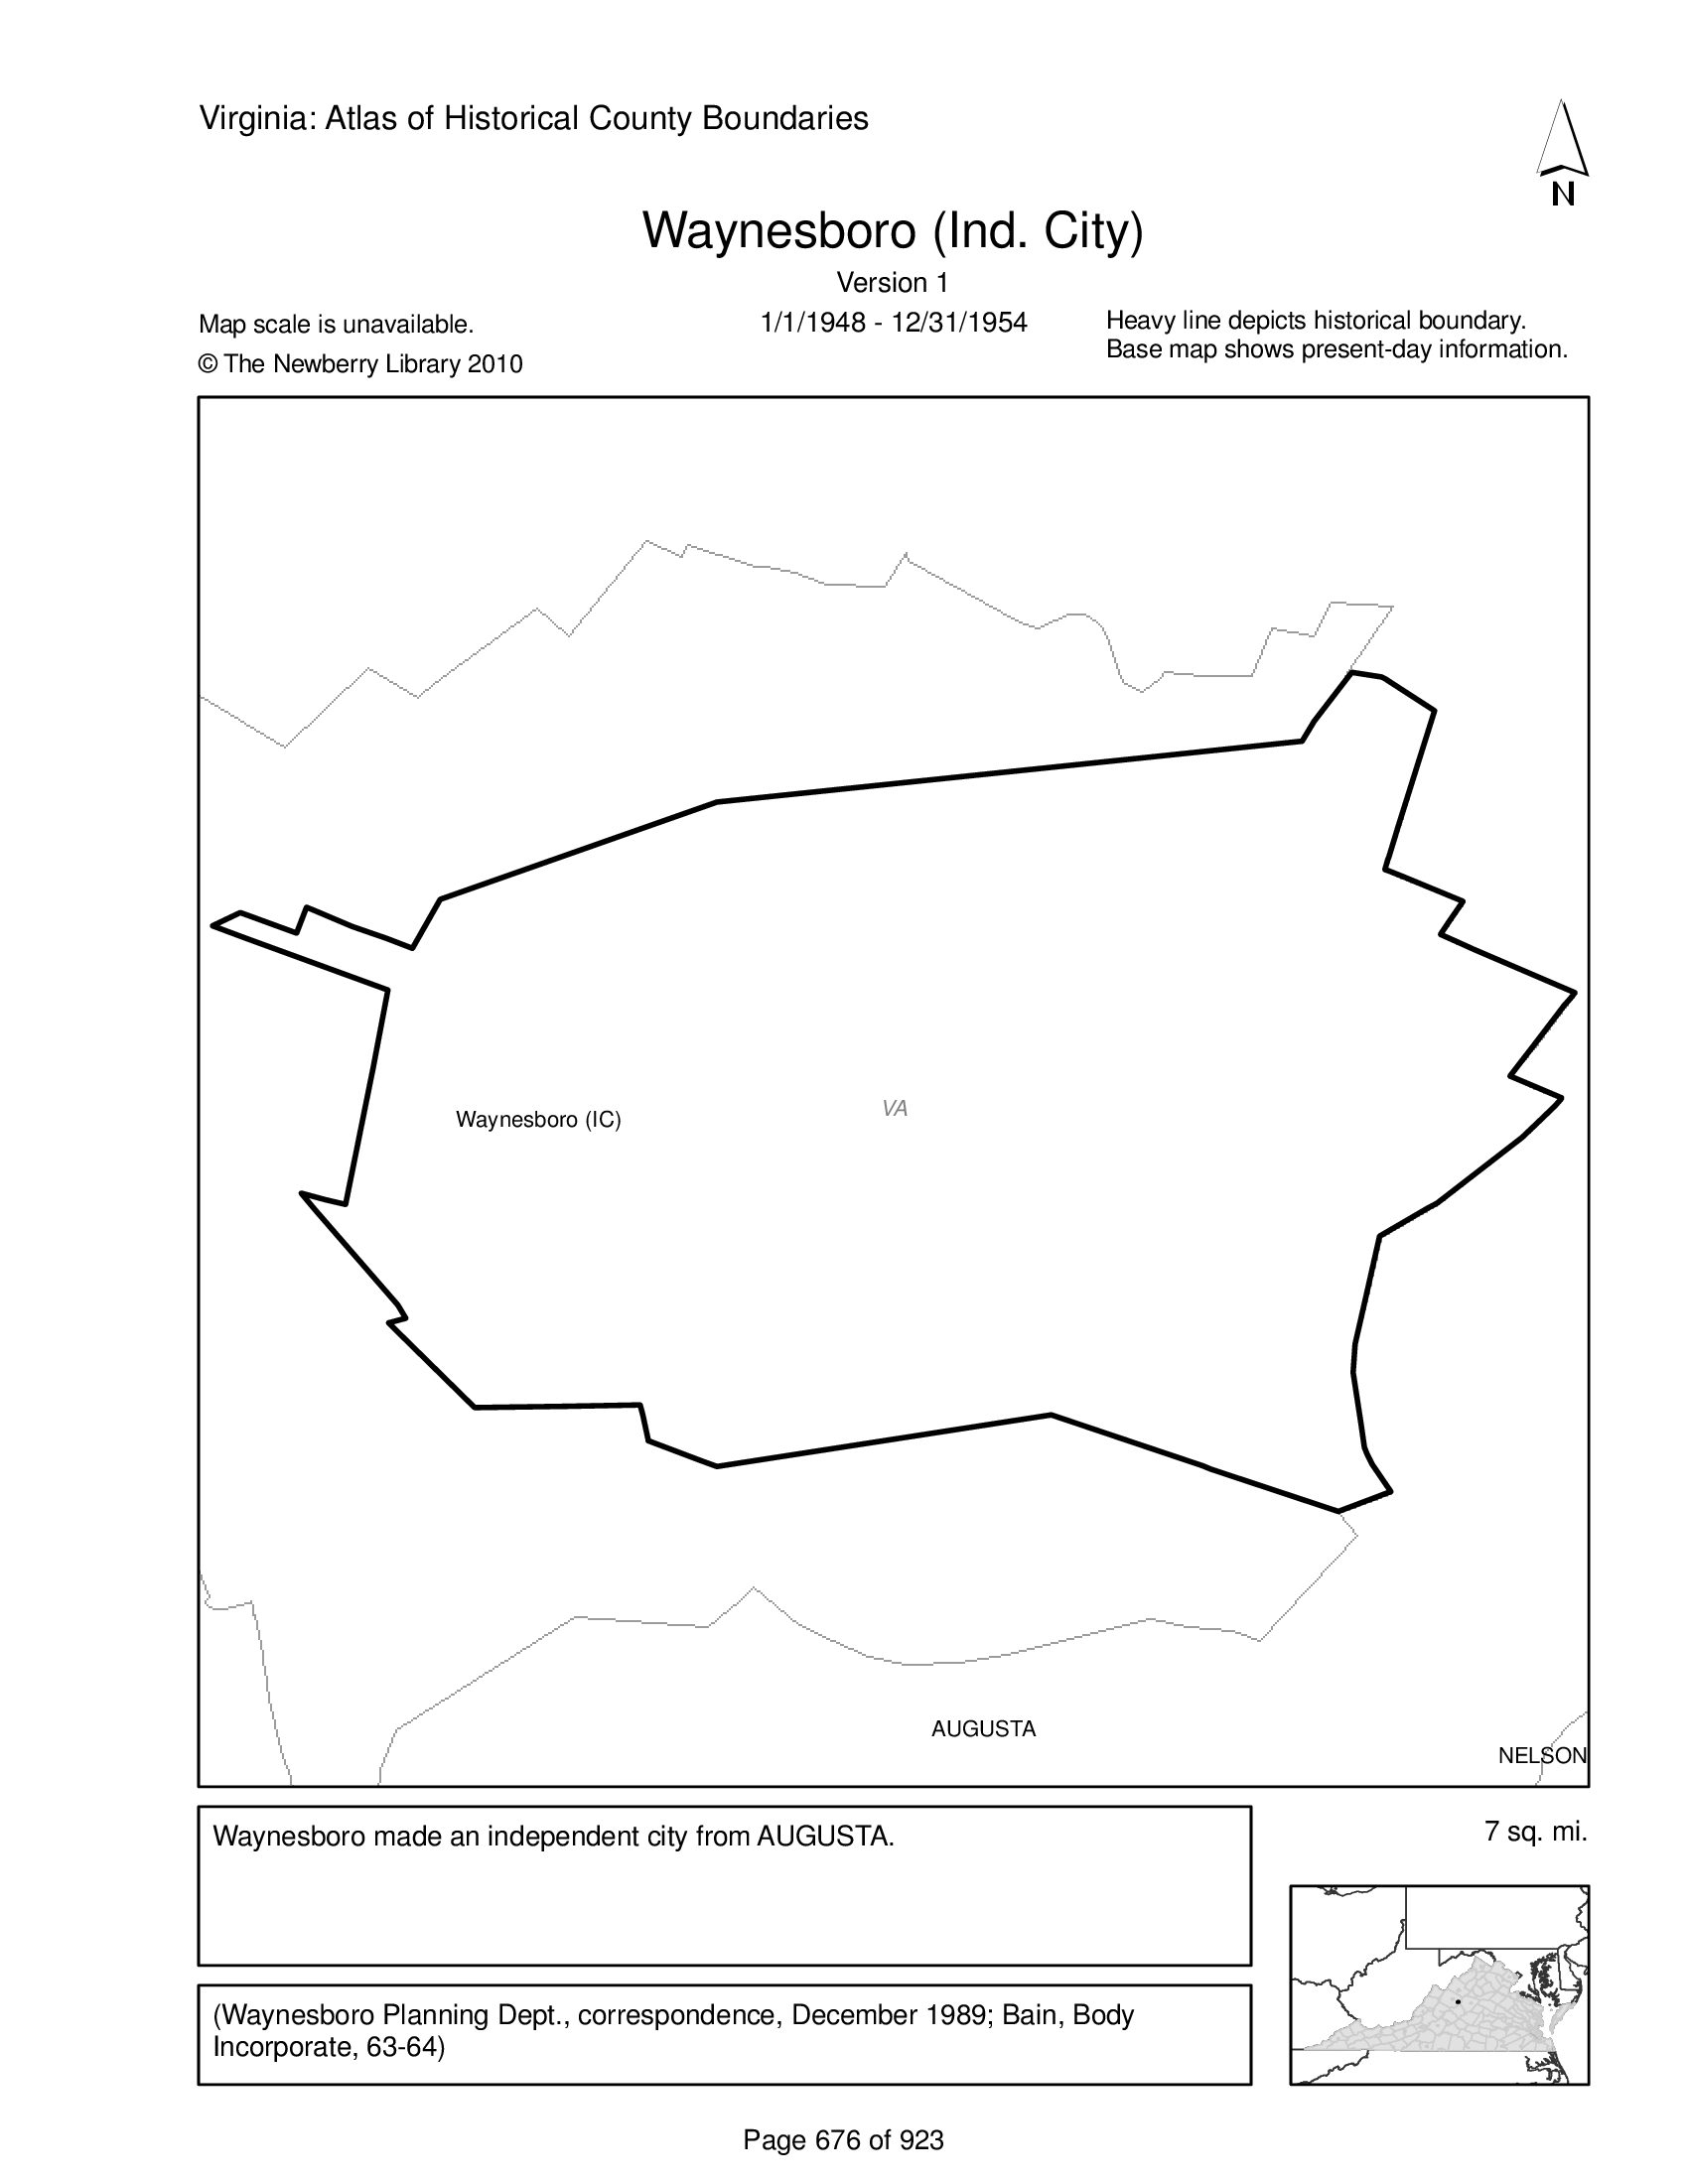 Virginia: Atlas of Historical County Boundaries
N
Waynesboro (Ind. City)
Version 1
Map scale is unavailable.
1/1/1948 - 12/31/1954
Heavy line depicts historical boundary.
© The Newberry Library 2010
Base map shows present-day information.
VA
Waynesboro (IC)
AUGUSTA
NELSON
Waynesboro made an independent city from AUGUSTA.
7 sq. mi.
(Waynesboro Planning Dept., correspondence, December 1989; Bain, Body
Incorporate, 63-64)
Page 676 of 923